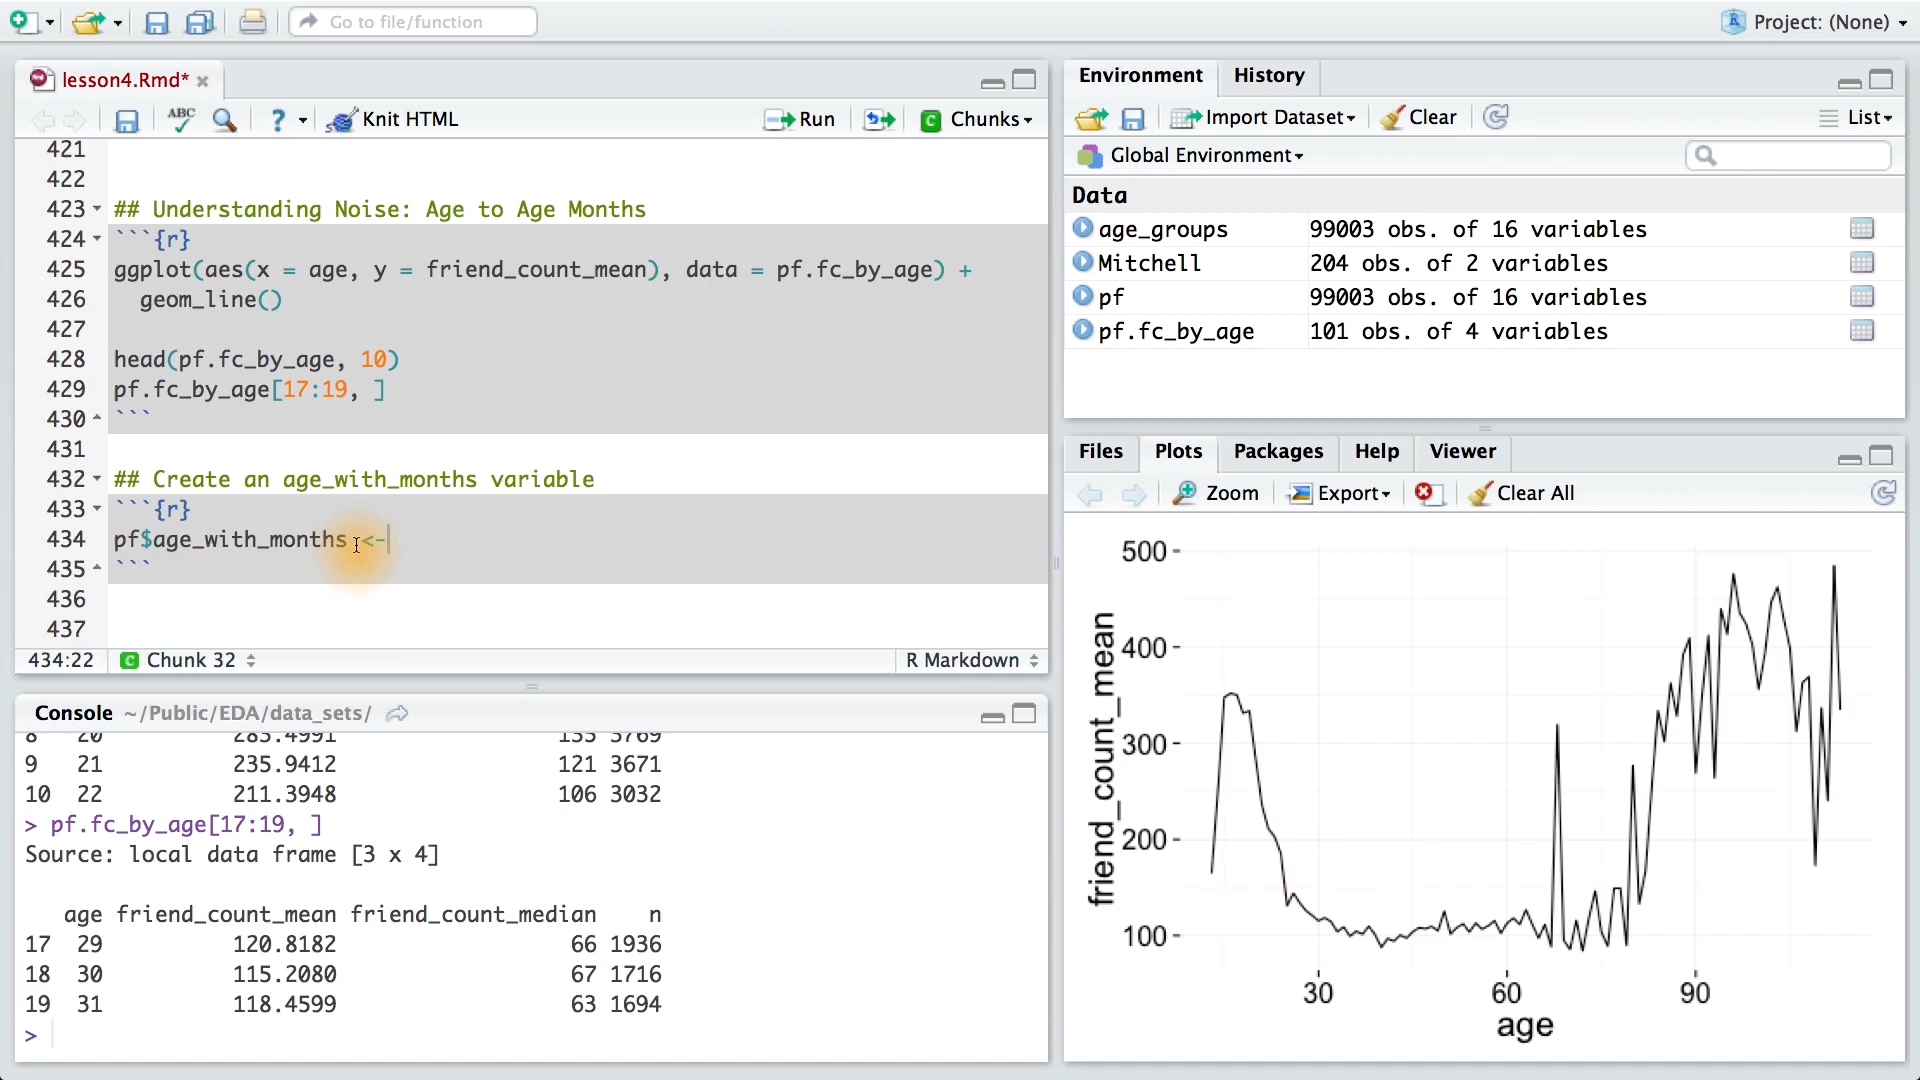 Go to file/function
Project: (None)
lesson4.Rmd*
ABC
?
Knit HTML
Run
Chunks
421
422
423 ## Understanding Noise: Age to Age Months
424 ```{r}
425 ggplot(aes(x = age, y = friend_count_mean), data = pf.fc_by_age) +
426 geom_line()
427
428 head(pf.fc_by_age, 10)
429 pf.fc_by_age[17:19, ]
430 ```
431
432 ## Create an age_with_months variable
433 ```{r}
434 pf$age_with_months <-
435 ```
436
437
434:22 Chunk 32 R Markdown
Console ~/Public/EDA/data_sets/
8 20 283.4991 135 3769
9 21 235.9412 121 3671
10 22 211.3948 106 3032
> pf.fc_by_age[17:19, ]
Source: local data frame [3 x 4]
age friend_count_mean friend_count_median n
17 29 120.8182 66 1936
18 30 115.2080 67 1716
19 31 118.4599 63 1694
>
Environment History
Import Dataset Clear List
Global Environment
Data
age_groups 99003 obs. of 16 variables
Mitchell 204 obs. of 2 variables
pf 99003 obs. of 16 variables
pf.fc_by_age 101 obs. of 4 variables
Files Plots Packages Help Viewer
Zoom Export Clear All
500
400
300
200
100
friend_count_mean
30 60 90
age